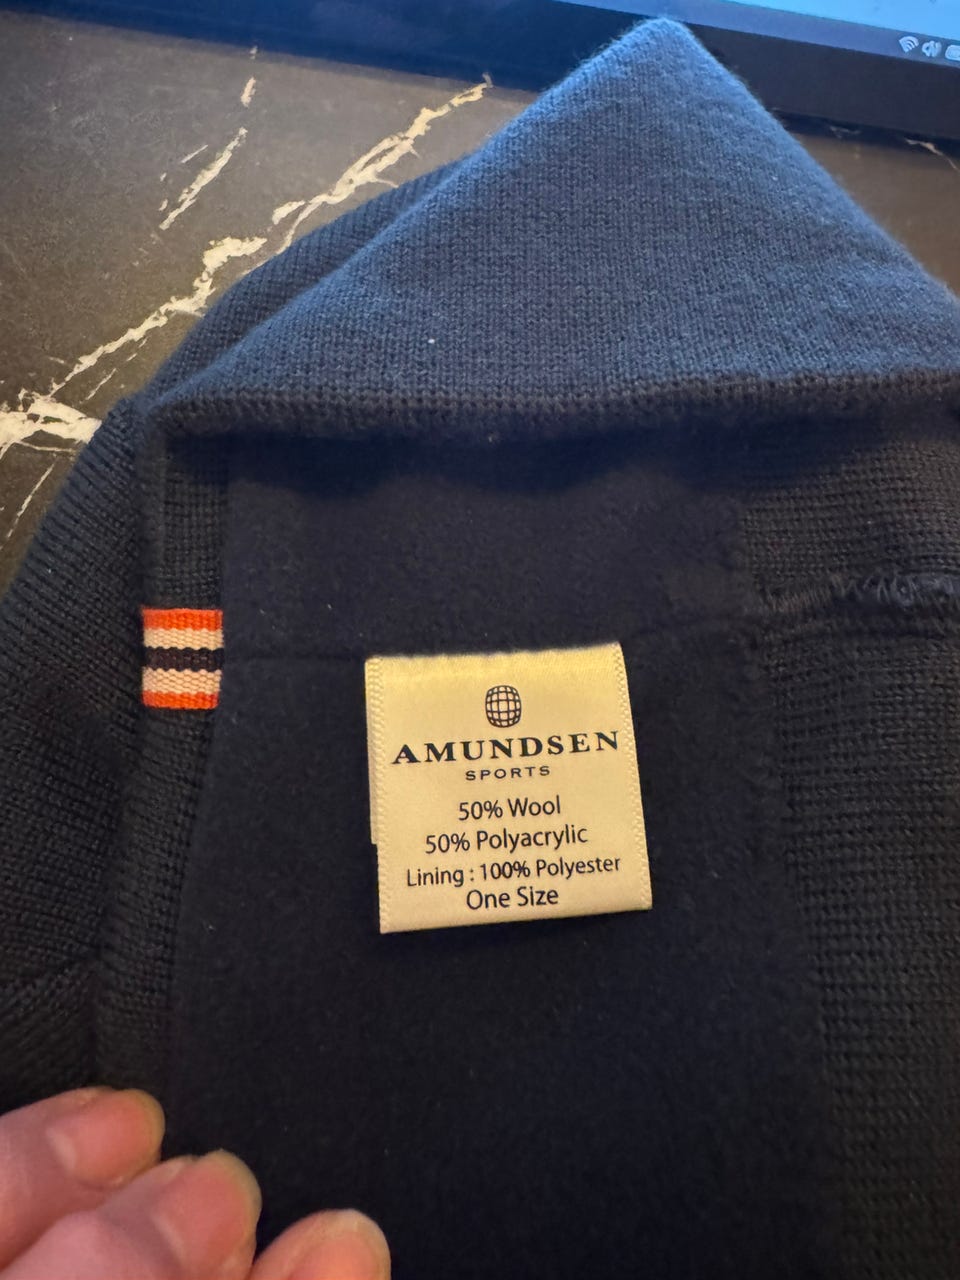 AMUNDSEN
SPORTS
50% Wool
50% Polyacrylic
Lining : 100% Polyester
One Size